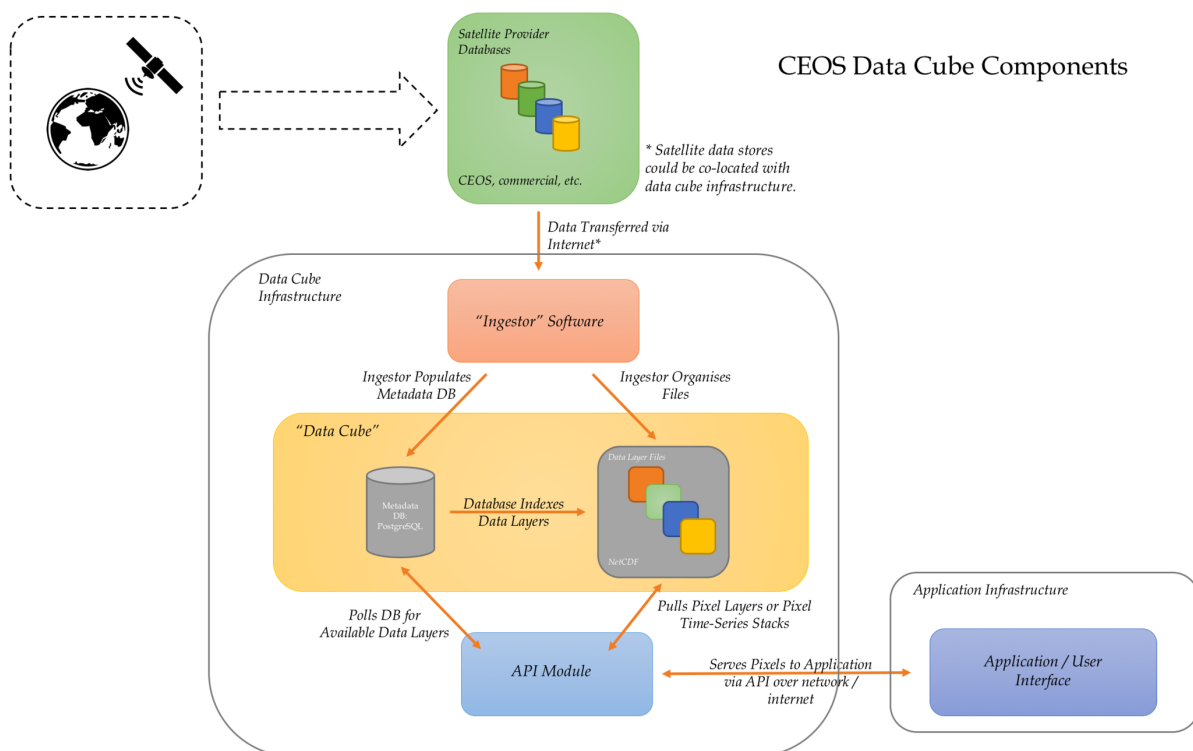 Satellite Provider
Databases
CEOS Data Cube Components
* Satellite data stores
could be co-located with
data cube infrastructure.
CEOS, commercial, etc.
Data Transferred via
Internet*
Data Cube
Infrastructure
“Ingestor” Software
Ingestor Populates
Metadata DB
Ingestor Organises
Files
“Data Cube”
Data Layer Files
Metadata
DB:
PostgreSQL
Database Indexes
Data Layers
NetCDF
Polls DB for
Available Data Layers
Pulls Pixel Layers or Pixel
Time-Series Stacks
API Module
Serves Pixels to Application
via API over network /
internet
Application Infrastructure
Application / User
Interface